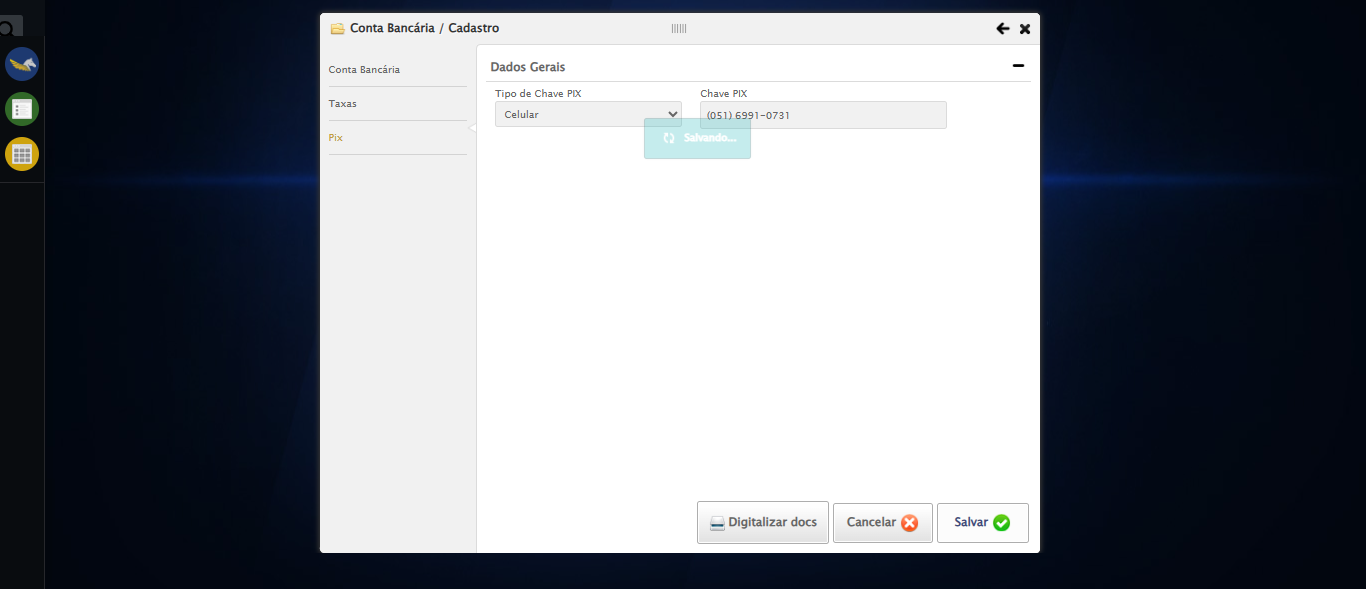 Conta Bancária / Cadastro
Conta Bancária
Taxas
Pix
Dados Gerais
Tipo de Chave PIX
Chave PIX
Celular
(051) 6991-0731
Salvando...
Digitalizar docs
Cancelar
Salvar